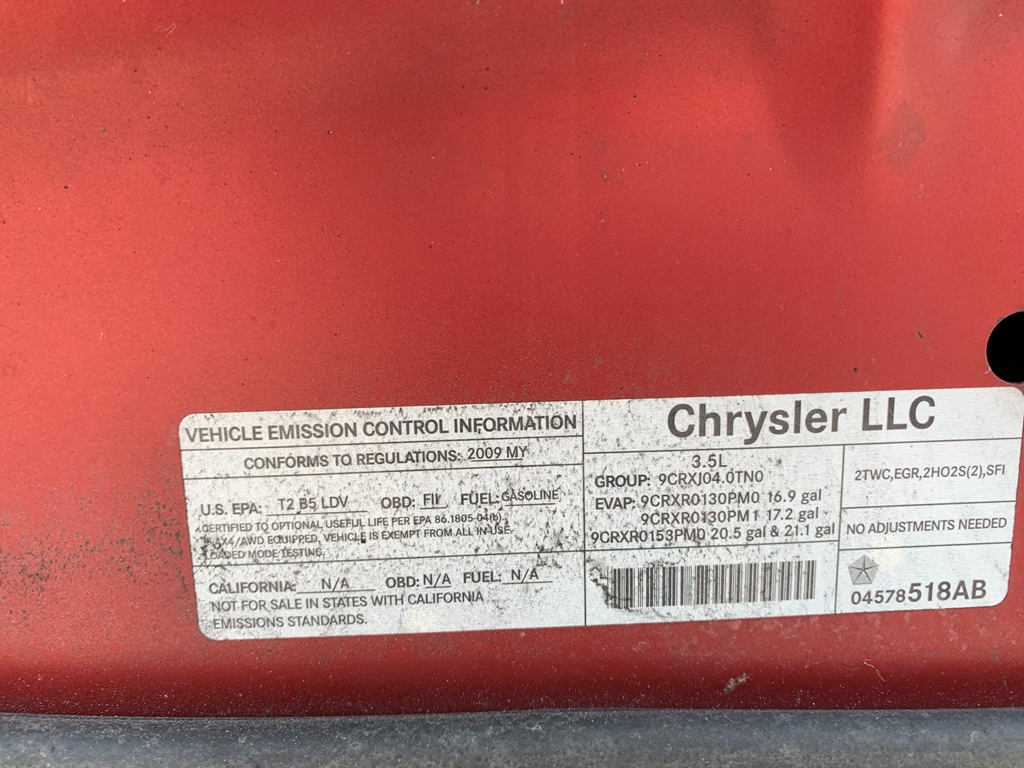 VEHICLE EMISSION CONTROL INFORMATION
CONFORMS TO REGULATIONS: 2009 MY
U.S. EPA: T2 B5 LDV OBD: FII FUEL: GASOLINE
CERTIFIED TO OPTIONAL USEFUL LIFE PER EPA 86.1805-04(b)
4X4/AWD EQUIPPED, VEHICLE IS EXEMPT FROM ALL IN USE
LOADED MODE TESTING.
CALIFORNIA: N/A OBD: N/A FUEL: N/A
NOT FOR SALE IN STATES WITH CALIFORNIA
EMISSIONS STANDARDS.
Chrysler LLC
3.5L
GROUP: 9CRXJ04.0TN0
EVAP: 9CRXR0130PM0 16.9 gal
9CRXR0130PM1 17.2 gal
9CRXR0153PM0 20.5 gal & 21.1 gal
2TWC,EGR,2HO2S(2),SFI
NO ADJUSTMENTS NEEDED
04578518AB